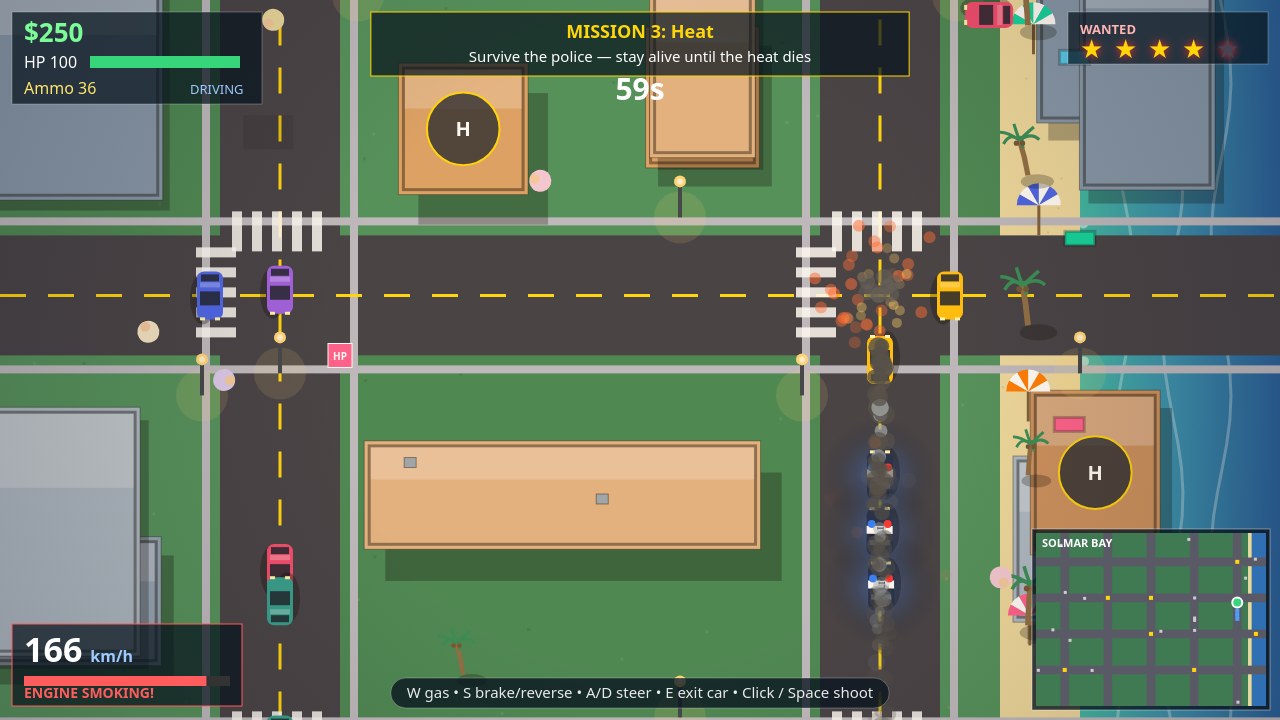 $250
HP 100
Ammo 36
DRIVING
MISSION 3: Heat
Survive the police — stay alive until the heat dies
59s
WANTED
H
HP
H
SOLMAR BAY
166 km/h
ENGINE SMOKING!
W gas • S brake/reverse • A/D steer • E exit car • Click / Space shoot